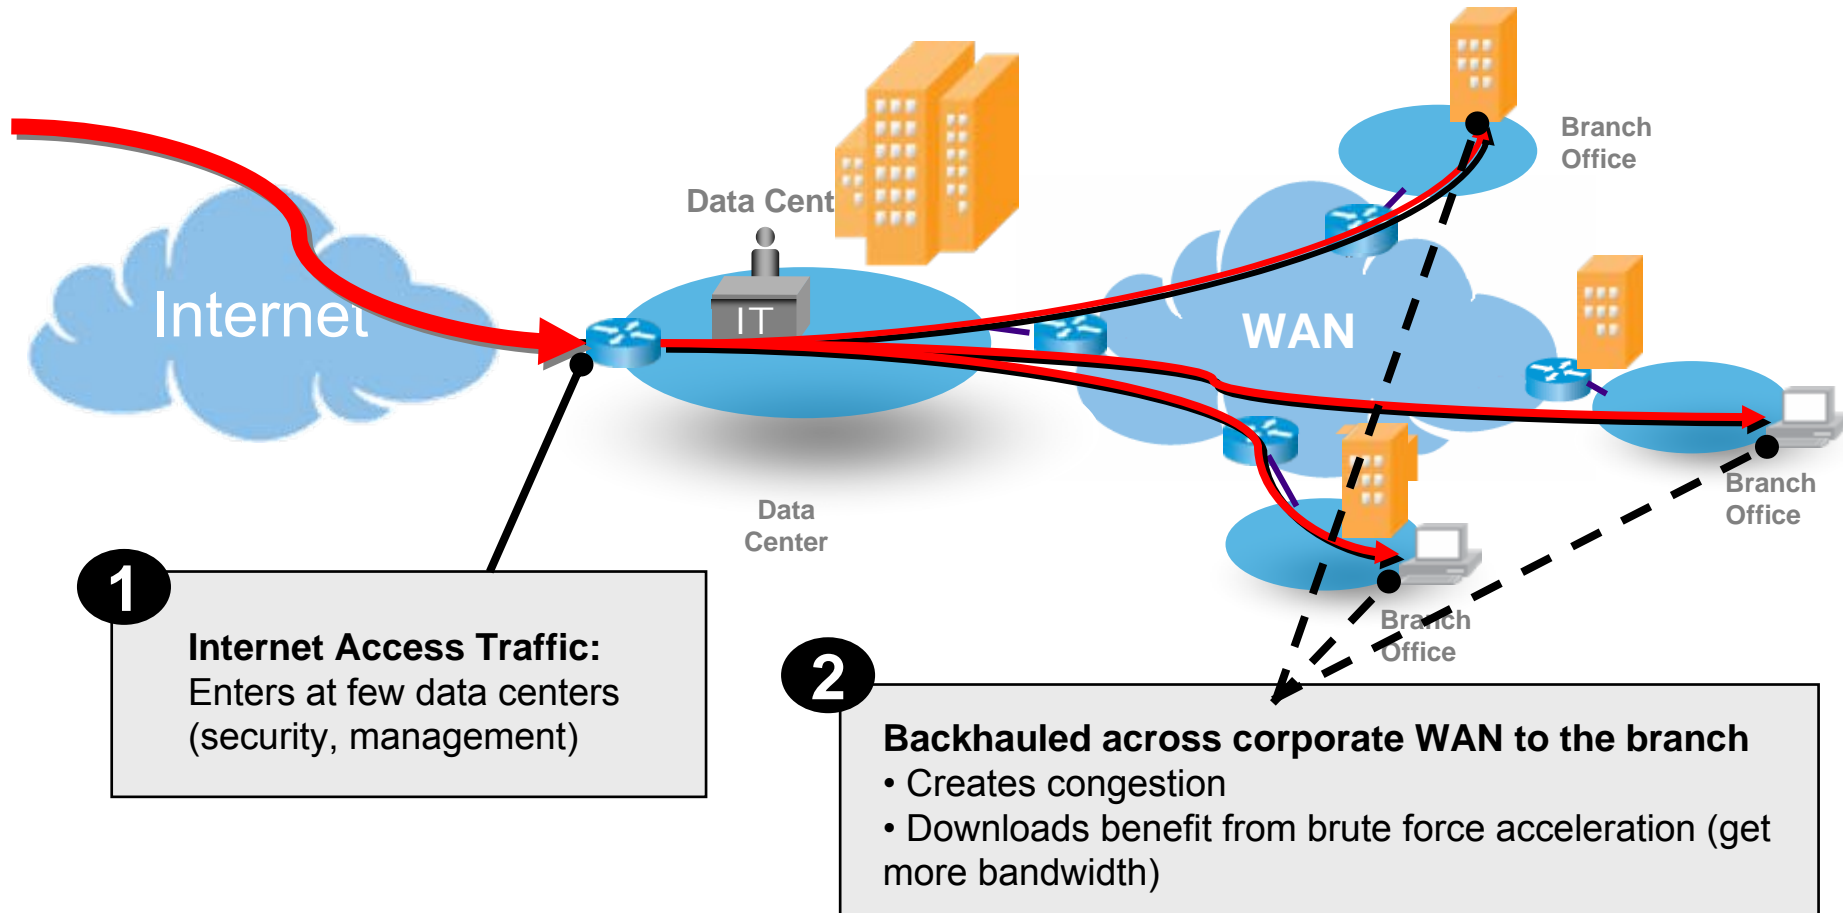 Branch
Office
Data Cent
Internet
IT
WAN
Branch
Office
Data
Center
Branch
Office
1
Internet Access Traffic:
Enters at few data centers
(security, management)
2
Backhauled across corporate WAN to the branch
• Creates congestion
• Downloads benefit from brute force acceleration (get
more bandwidth)